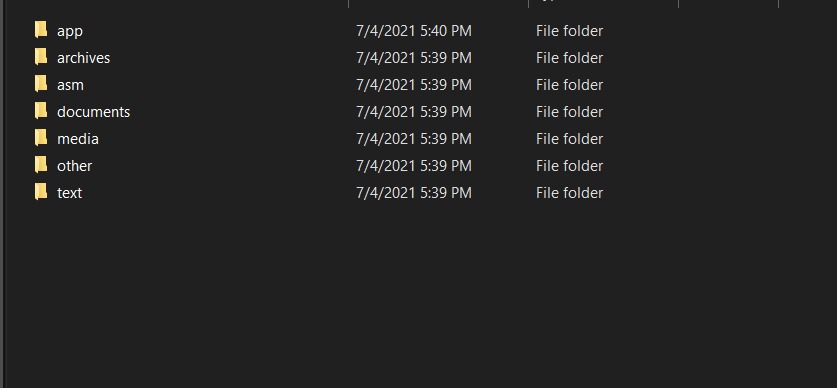 app 7/4/2021 5:40 PM File folder
archives 7/4/2021 5:39 PM File folder
asm 7/4/2021 5:39 PM File folder
documents 7/4/2021 5:39 PM File folder
media 7/4/2021 5:39 PM File folder
other 7/4/2021 5:39 PM File folder
text 7/4/2021 5:39 PM File folder